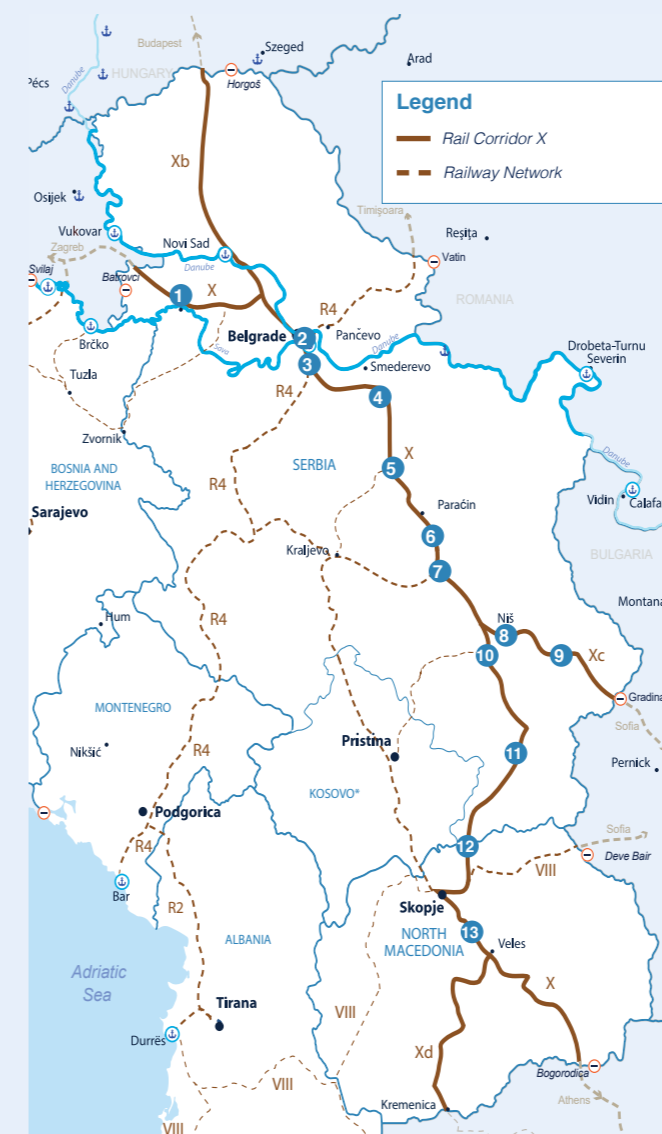 Budapest
Szeged
Arad
Danube
HUNGARY
Horgoš
Pécs
Legend
Rail Corridor X
Railway Network
Xb
Osijek
Timișoara
Vukovar
Novi Sad
Reşiţa
Zagreb
Vatin
Svilaj
Batrovci
Danube
1
X
ROMANIA
R4
Belgrade
2
Pančevo
Brčko
Sava
Danube
Drobeta-Turnu
Severin
3
Smederevo
Tuzla
R4
4
Zvornik
X
Danube
BOSNIA AND
HERZEGOVINA
SERBIA
5
R4
Vidin
Calafa
Sarajevo
Paraćin
6
Kraljevo
BULGARIA
7
Hum
R4
Niš
Montana
8
10
9
Xc
Gradina
MONTENEGRO
Sofia
Nikšić
R4
Pristina
11
Pernick
KOSOVO*
Podgorica
R4
12
Sofia
Deve Bair
VIII
Bar
Skopje
R2
13
NORTH
MACEDONIA
ALBANIA
Veles
Adriatic
Sea
X
Tirana
VIII
Durrës
Xd
Bogorodica
VIII
Athens
Kremenica
VIII